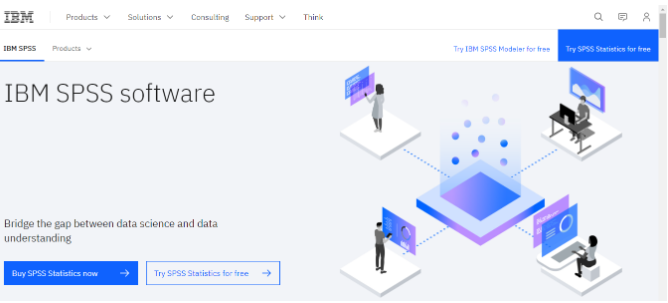 IBM Products Solutions Consulting Support Think
IBM SPSS Products Try IBM SPSS Modeler for free Try SPSS Statistics for free
IBM SPSS software
Bridge the gap between data science and data
understanding
Buy SPSS Statistics now → Try SPSS Statistics for free →